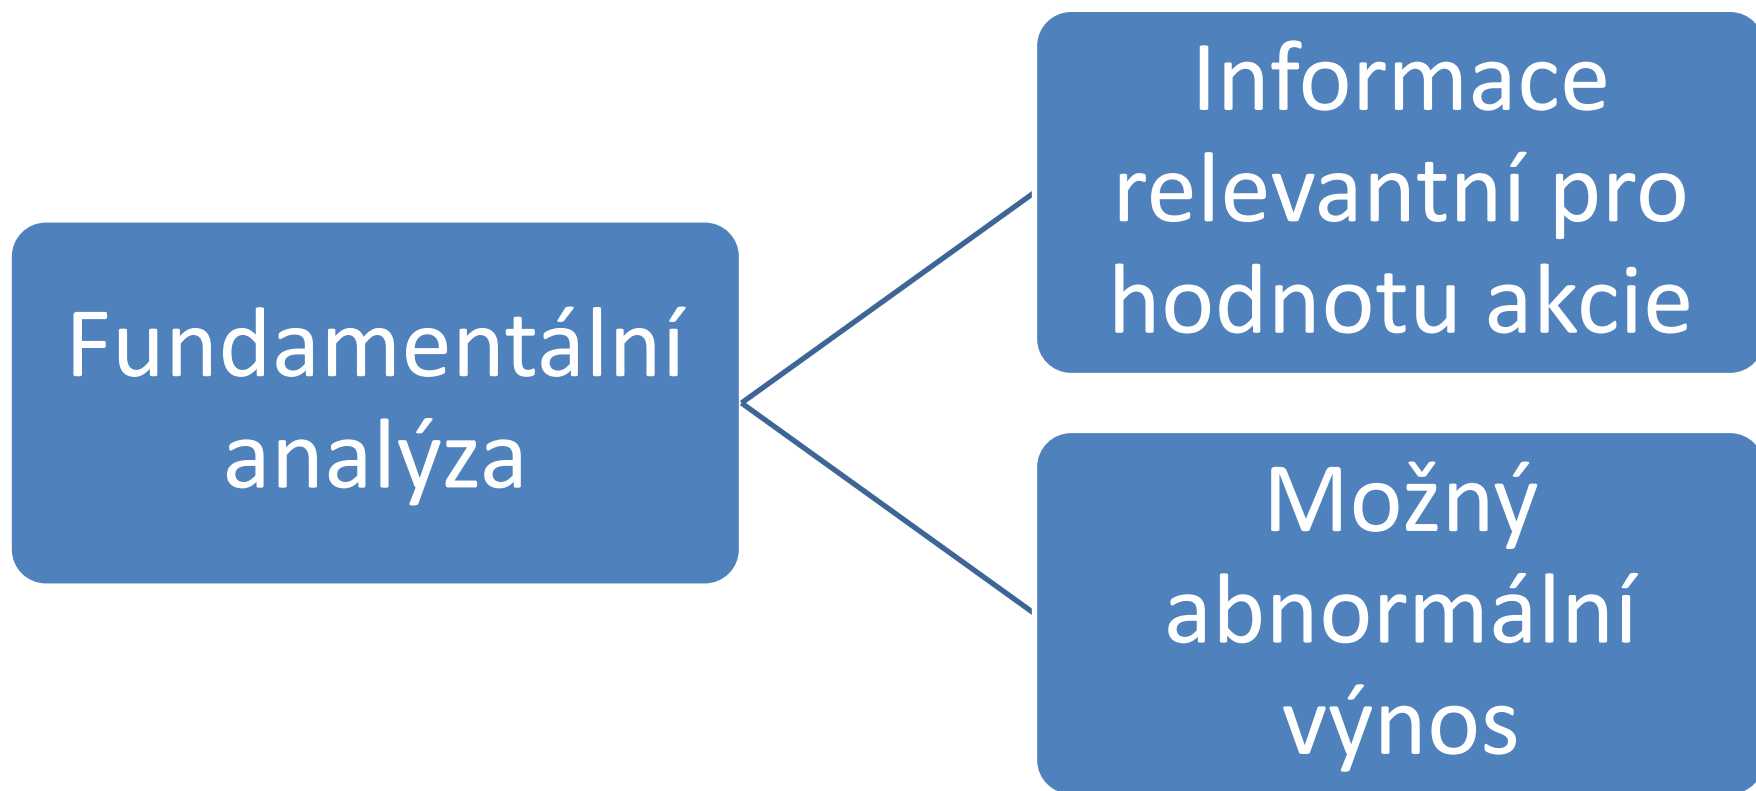 Fundamentální
analýza
Informace
relevantní pro
hodnotu akcie
Možný
abnormální
výnos